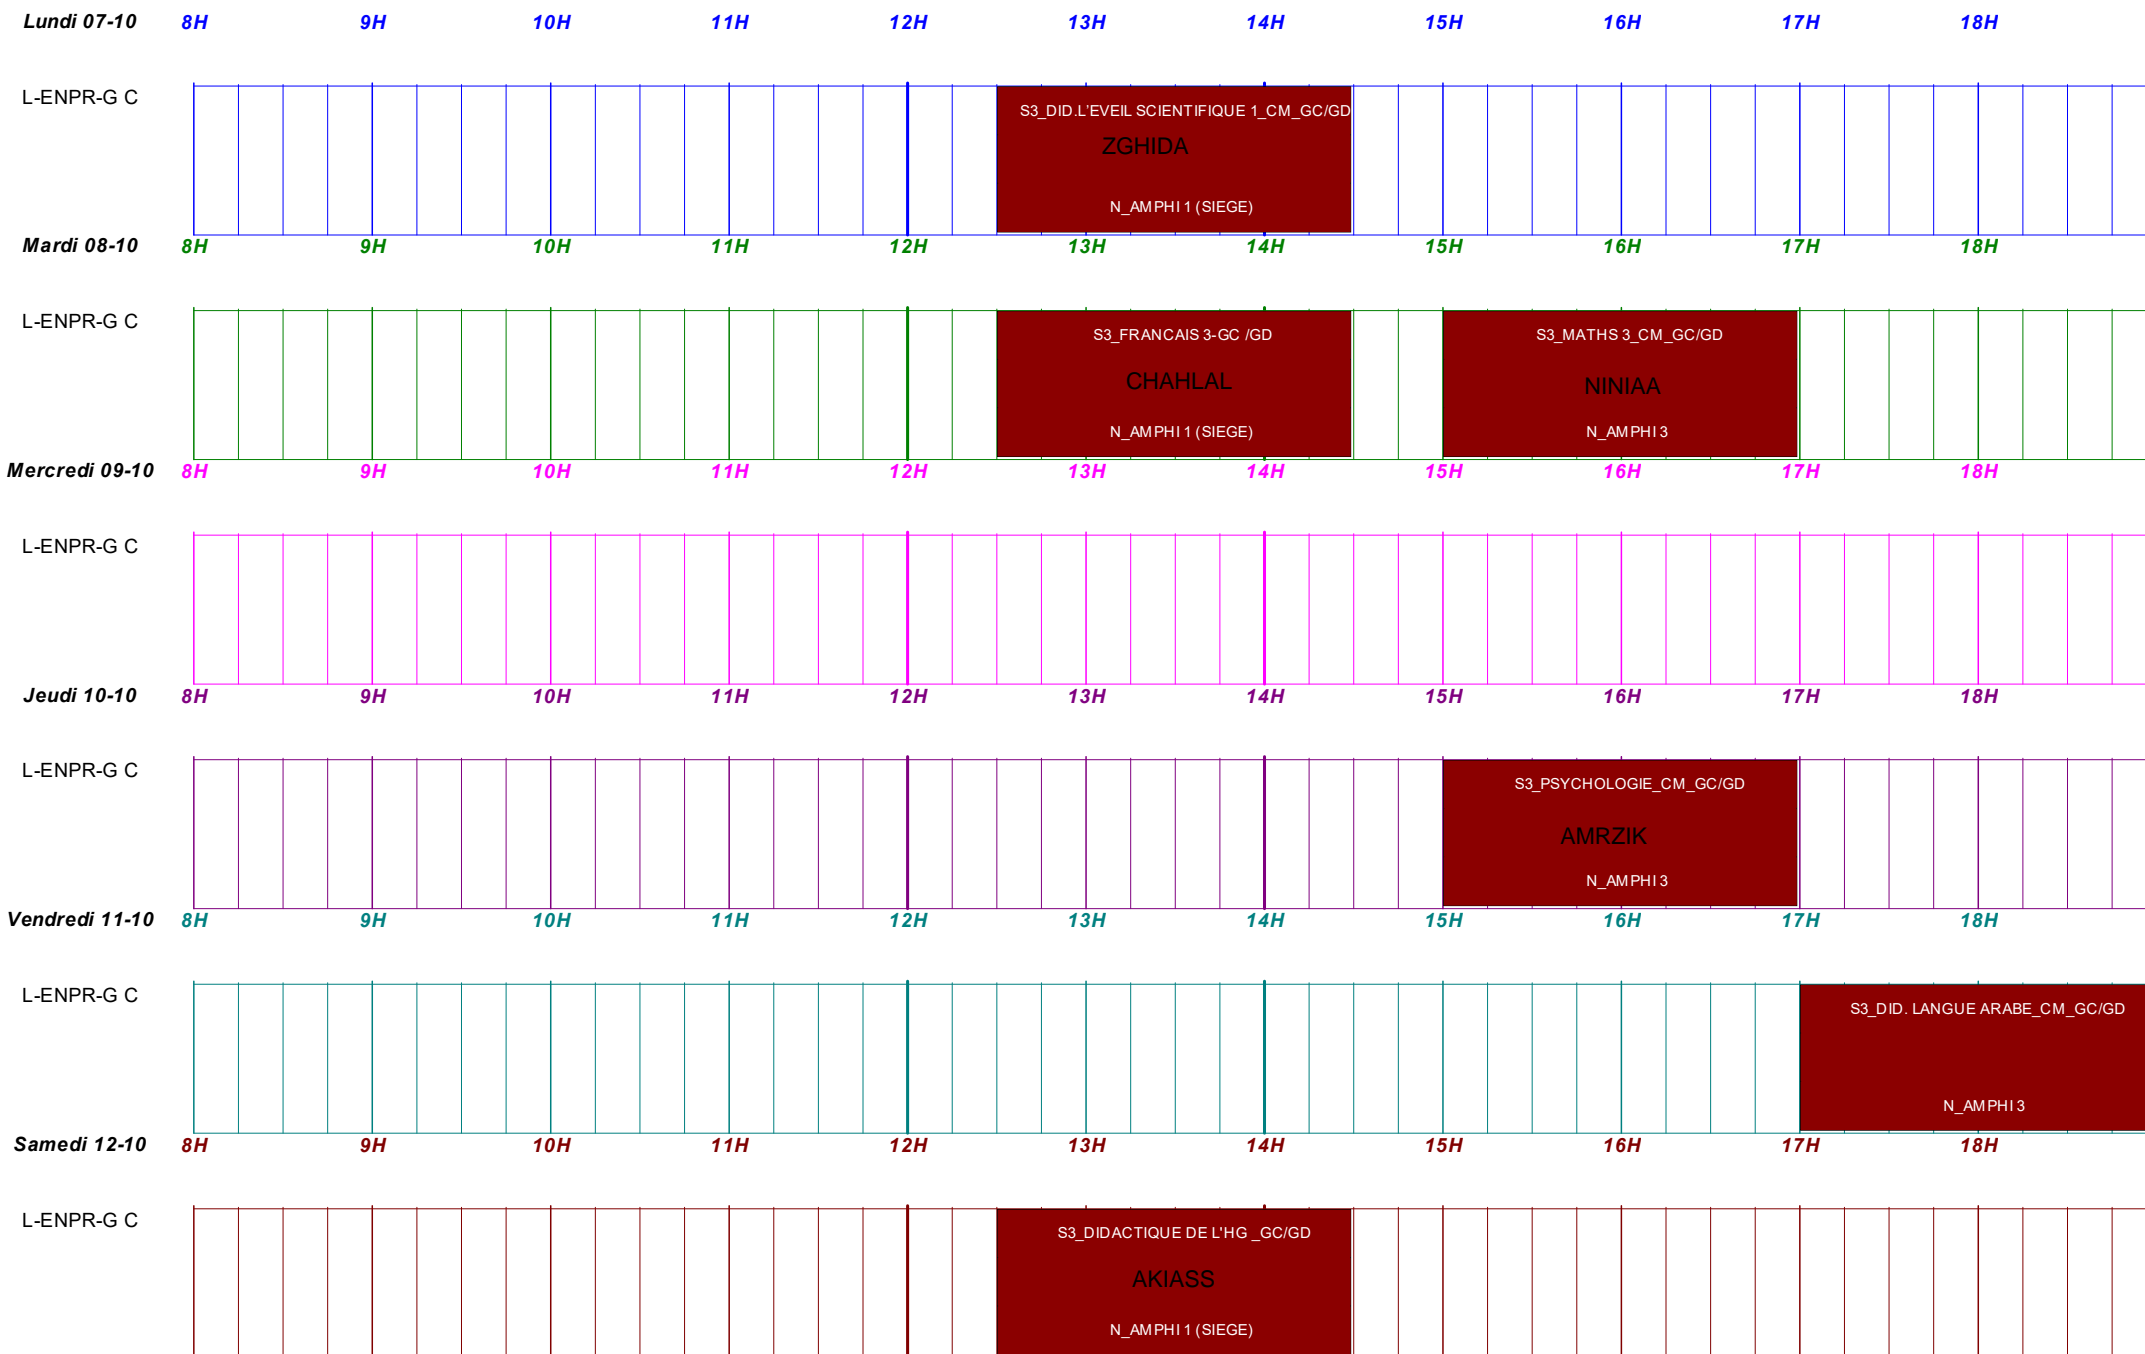 Lundi 07-10 8H 9H 10H 11H 12H 13H 14H 15H 16H 17H 18H
L-ENPR-G C
S3_DID.L'EVEIL SCIENTIFIQUE 1_CM_GC/GD
ZGHIDA
N_AMPHI 1 (SIEGE)
Mardi 08-10 8H 9H 10H 11H 12H 13H 14H 15H 16H 17H 18H
L-ENPR-G C
S3_FRANCAIS 3-GC /GD
CHAHLAL
N_AMPHI 1 (SIEGE)
S3_MATHS 3_CM_GC/GD
NINIAA
N_AMPHI 3
Mercredi 09-10 8H 9H 10H 11H 12H 13H 14H 15H 16H 17H 18H
L-ENPR-G C
Jeudi 10-10 8H 9H 10H 11H 12H 13H 14H 15H 16H 17H 18H
L-ENPR-G C
S3_PSYCHOLOGIE_CM_GC/GD
AMRZIK
N_AMPHI 3
Vendredi 11-10 8H 9H 10H 11H 12H 13H 14H 15H 16H 17H 18H
L-ENPR-G C
S3_DID. LANGUE ARABE_CM_GC/GD
N_AMPHI 3
Samedi 12-10 8H 9H 10H 11H 12H 13H 14H 15H 16H 17H 18H
L-ENPR-G C
S3_DIDACTIQUE DE L'HG _GC/GD
AKIASS
N_AMPHI 1 (SIEGE)